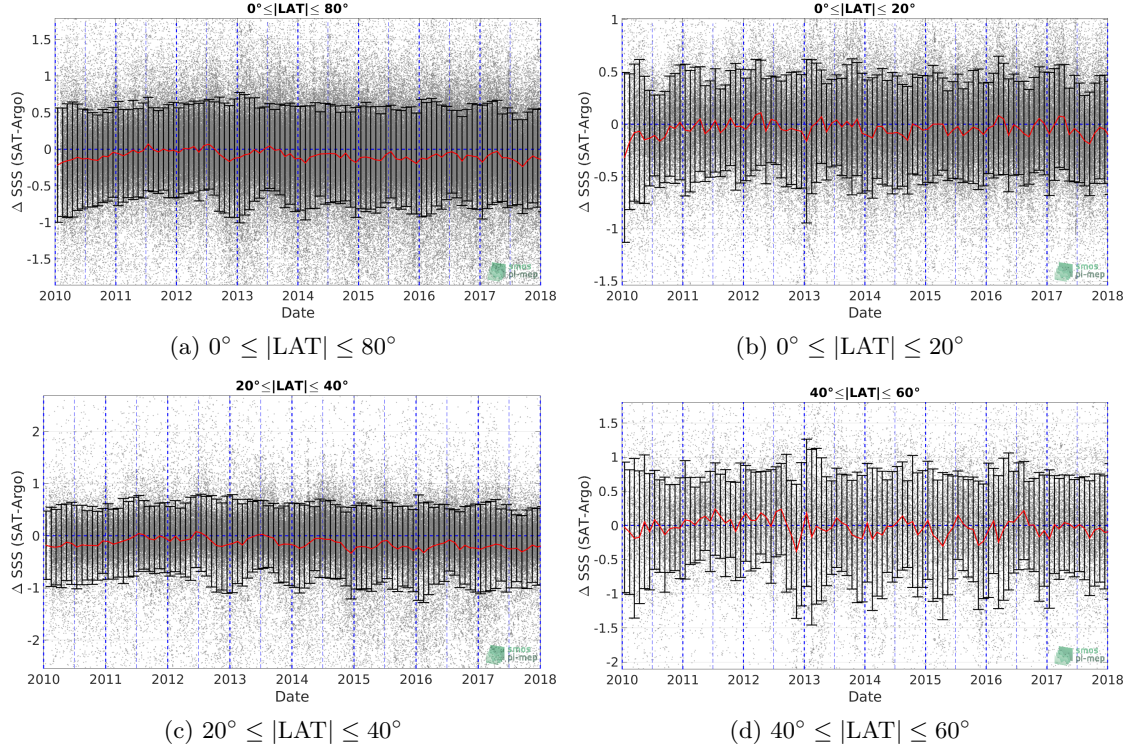 0°≤|LAT|≤ 80°
Δ SSS (SAT-Argo)
1.5
1
0.5
0
-0.5
-1
-1.5
2010 2011 2012 2013 2014 2015 2016 2017 2018
Date
smos
pi-mep
(a) 0° ≤ |LAT| ≤ 80°
0°≤|LAT|≤ 20°
Δ SSS (SAT-Argo)
1
0.5
0
-0.5
-1
-1.5
2010 2011 2012 2013 2014 2015 2016 2017 2018
Date
smos
pi-mep
(b) 0° ≤ |LAT| ≤ 20°
20°≤|LAT|≤ 40°
Δ SSS (SAT-Argo)
2
1
0
-1
-2
2010 2011 2012 2013 2014 2015 2016 2017 2018
Date
smos
pi-mep
(c) 20° ≤ |LAT| ≤ 40°
40°≤|LAT|≤ 60°
Δ SSS (SAT-Argo)
1.5
1
0.5
0
-0.5
-1
-1.5
-2
2010 2011 2012 2013 2014 2015 2016 2017 2018
Date
smos
pi-mep
(d) 40° ≤ |LAT| ≤ 60°